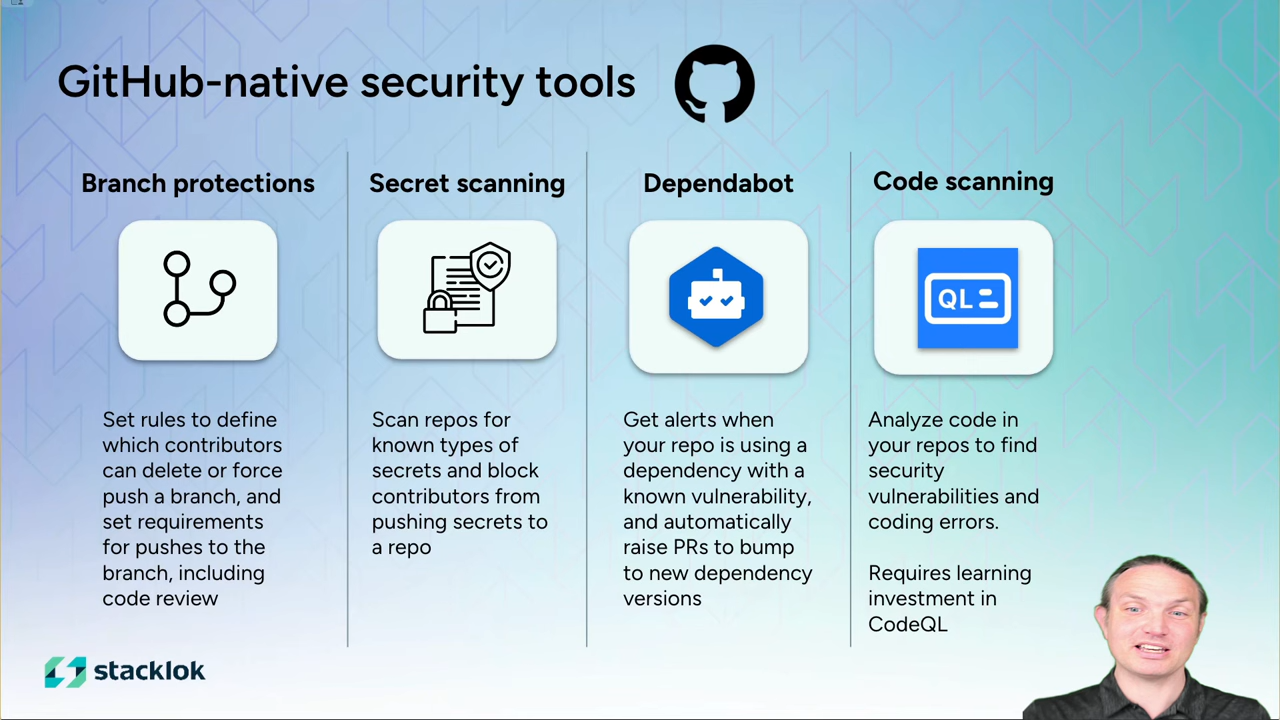 GitHub-native security tools
Branch protections
Set rules to define
which contributors
can delete or force
push a branch, and
set requirements
for pushes to the
branch, including
code review
Secret scanning
Scan repos for
known types of
secrets and block
contributors from
pushing secrets to
a repo
Dependabot
Get alerts when
your repo is using a
dependency with a
known vulnerability,
and automatically
raise PRs to bump
to new dependency
versions
Code scanning
QL
Analyze code in
your repos to find
security
vulnerabilities and
coding errors.
Requires learning
investment in
CodeQL
stacklok